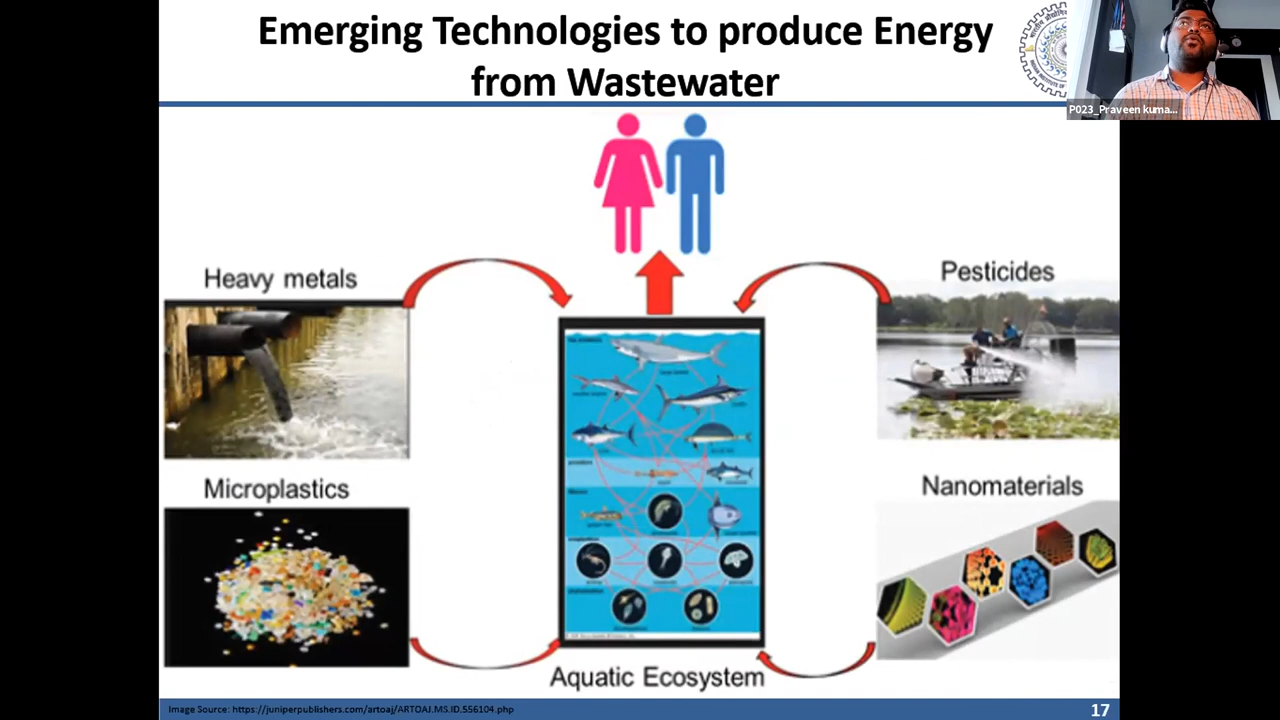 Emerging Technologies to produce Energy
from Wastewater
P023_Praveen kuma...
Heavy metals
Pesticides
Microplastics
Nanomaterials
Aquatic Ecosystem
Image Source: https://juniperpublishers.com/artoaj/ARTOAJ.MS.ID.556104.php
17